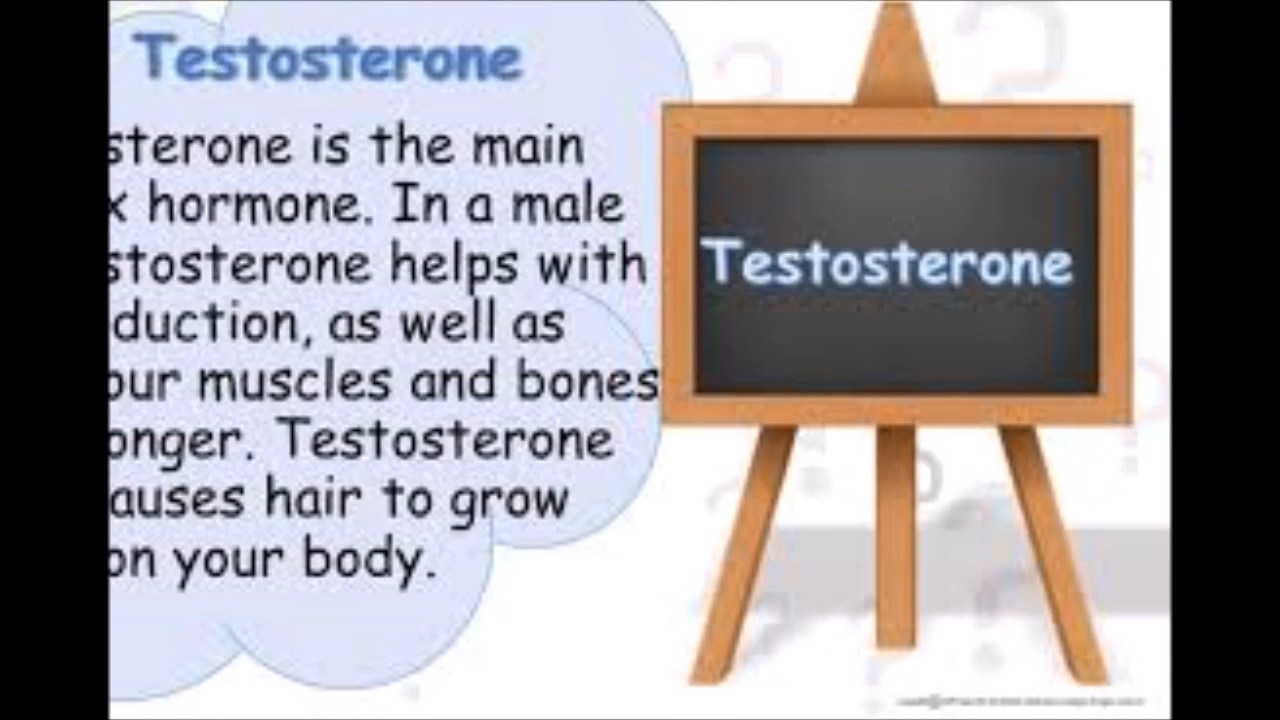 Testosterone
sterone is the main
x hormone. In a male
stosterone helps with
duction, as well as
our muscles and bones
onger. Testosterone
auses hair to grow
on your body.
Testosterone